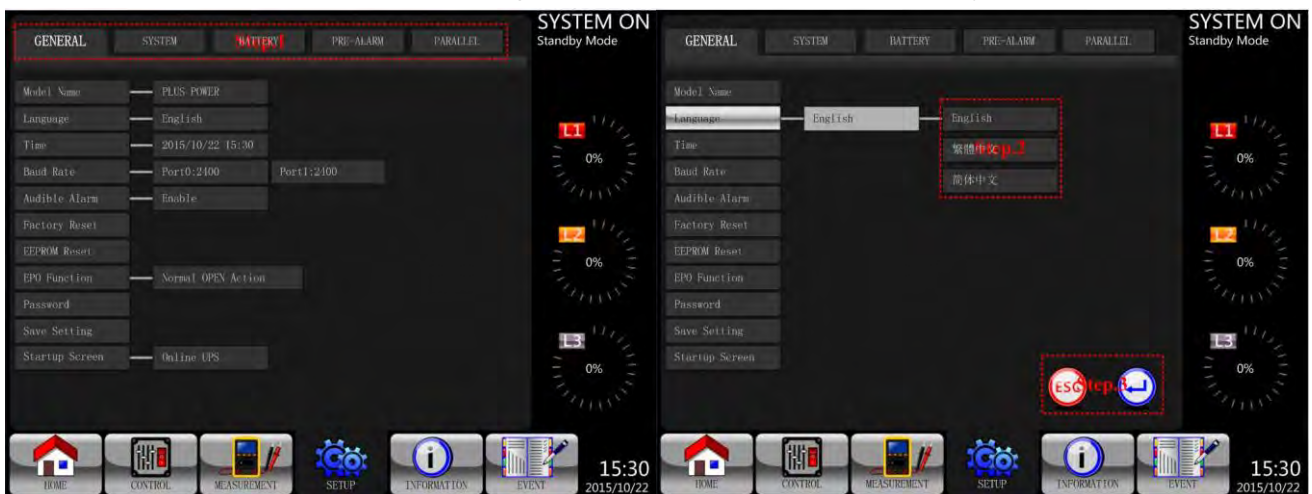 SYSTEM ON
Standby Mode
GENERAL SYSTEM BATTERY PRE-ALARM PARALLEL
Step.1
Model Name PLUS POWER
Language English
Time 2015/10/22 15:30
Baud Rate Port0:2400 Port1:2400
Audible Alarm Enable
Factory Reset
EEPROM Reset
EPO Function Normal OPEN Action
Password
Save Setting
Startup Screen Online UPS
L1
0%
L2
0%
L3
0%
HOME CONTROL MEASUREMENT SETUP INFORMATION EVENT
15:30
2015/10/22
SYSTEM ON
Standby Mode
GENERAL SYSTEM BATTERY PRE-ALARM PARALLEL
Model Name
Language English English
Time 繁體中文
Step.2
Baud Rate 简体中文
Audible Alarm
Factory Reset
EEPROM Reset
EPO Function
Password
Save Setting
Startup Screen
ESC
Step.3
L1
0%
L2
0%
L3
0%
HOME CONTROL MEASUREMENT SETUP INFORMATION EVENT
15:30
2015/10/22